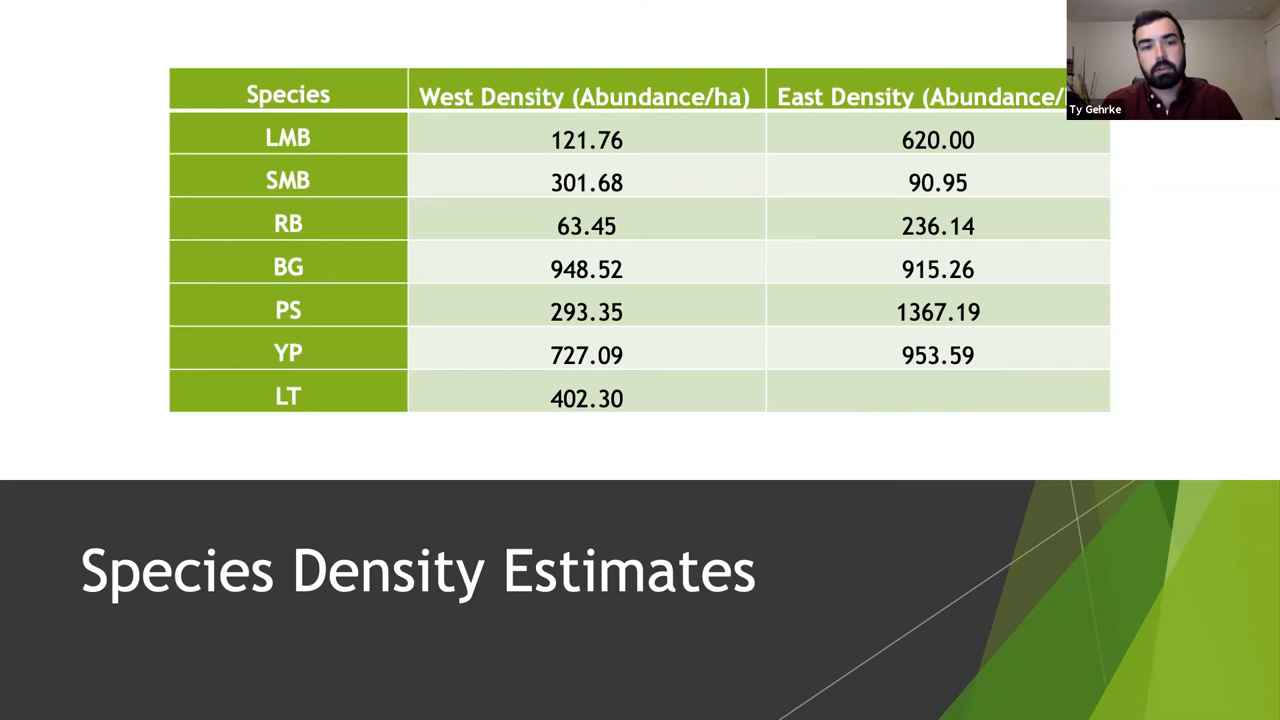 Species West Density (Abundance/ha) East Density (Abundance/
LMB 121.76 620.00
SMB 301.68 90.95
RB 63.45 236.14
BG 948.52 915.26
PS 293.35 1367.19
YP 727.09 953.59
LT 402.30
Ty Gehrke
Species Density Estimates